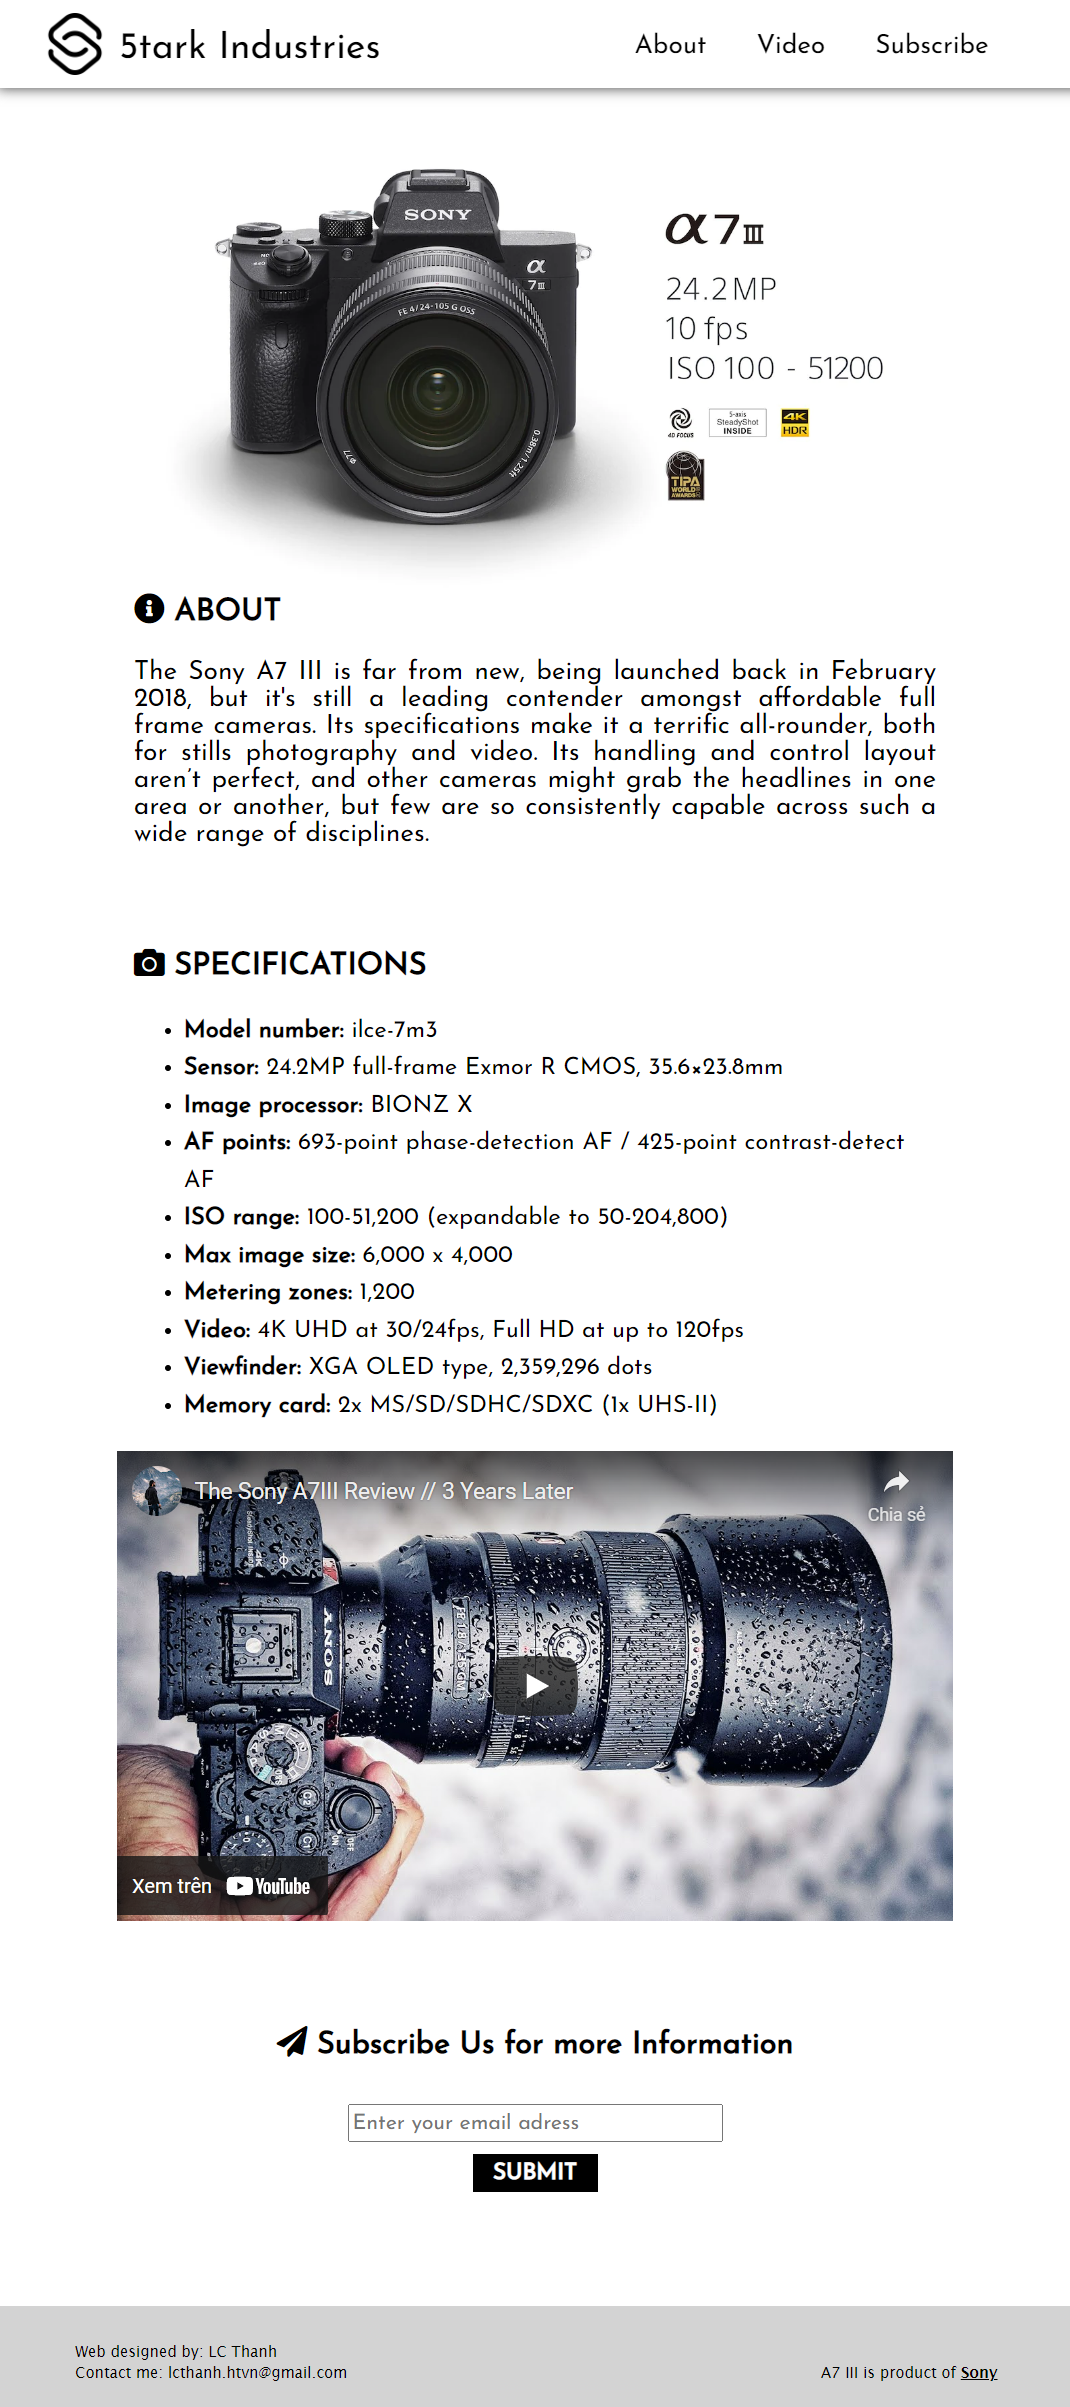 5tark Industries
About Video Subscribe
SONY
α
7 III
FE 4/24-105 G OSS
0.38m/1.25ft
Φ77
α7 III
24.2MP
10 fps
ISO 100 - 51200
4D FOCUS
5-axis
SteadyShot
INSIDE
4K
HDR
TIPA
WORLD
AWARDS
ABOUT
The Sony A7 III is far from new, being launched back in February
2018, but it's still a leading contender amongst affordable full
frame cameras. Its specifications make it a terrific all-rounder, both
for stills photography and video. Its handling and control layout
aren’t perfect, and other cameras might grab the headlines in one
area or another, but few are so consistently capable across such a
wide range of disciplines.
SPECIFICATIONS
• Model number: ilce-7m3
• Sensor: 24.2MP full-frame Exmor R CMOS, 35.6×23.8mm
• Image processor: BIONZ X
• AF points: 693-point phase-detection AF / 425-point contrast-detect
AF
• ISO range: 100-51,200 (expandable to 50-204,800)
• Max image size: 6,000 x 4,000
• Metering zones: 1,200
• Video: 4K UHD at 30/24fps, Full HD at up to 120fps
• Viewfinder: XGA OLED type, 2,359,296 dots
• Memory card: 2x MS/SD/SDHC/SDXC (1x UHS-II)
The Sony A7III Review // 3 Years Later
Chia sẻ
SONY
C2
C1
OFF
ON
Xem trên YouTube
Subscribe Us for more Information
Enter your email adress
SUBMIT
Web designed by: LC Thanh
Contact me: lcthanh.htvn@gmail.com
A7 III is product of Sony